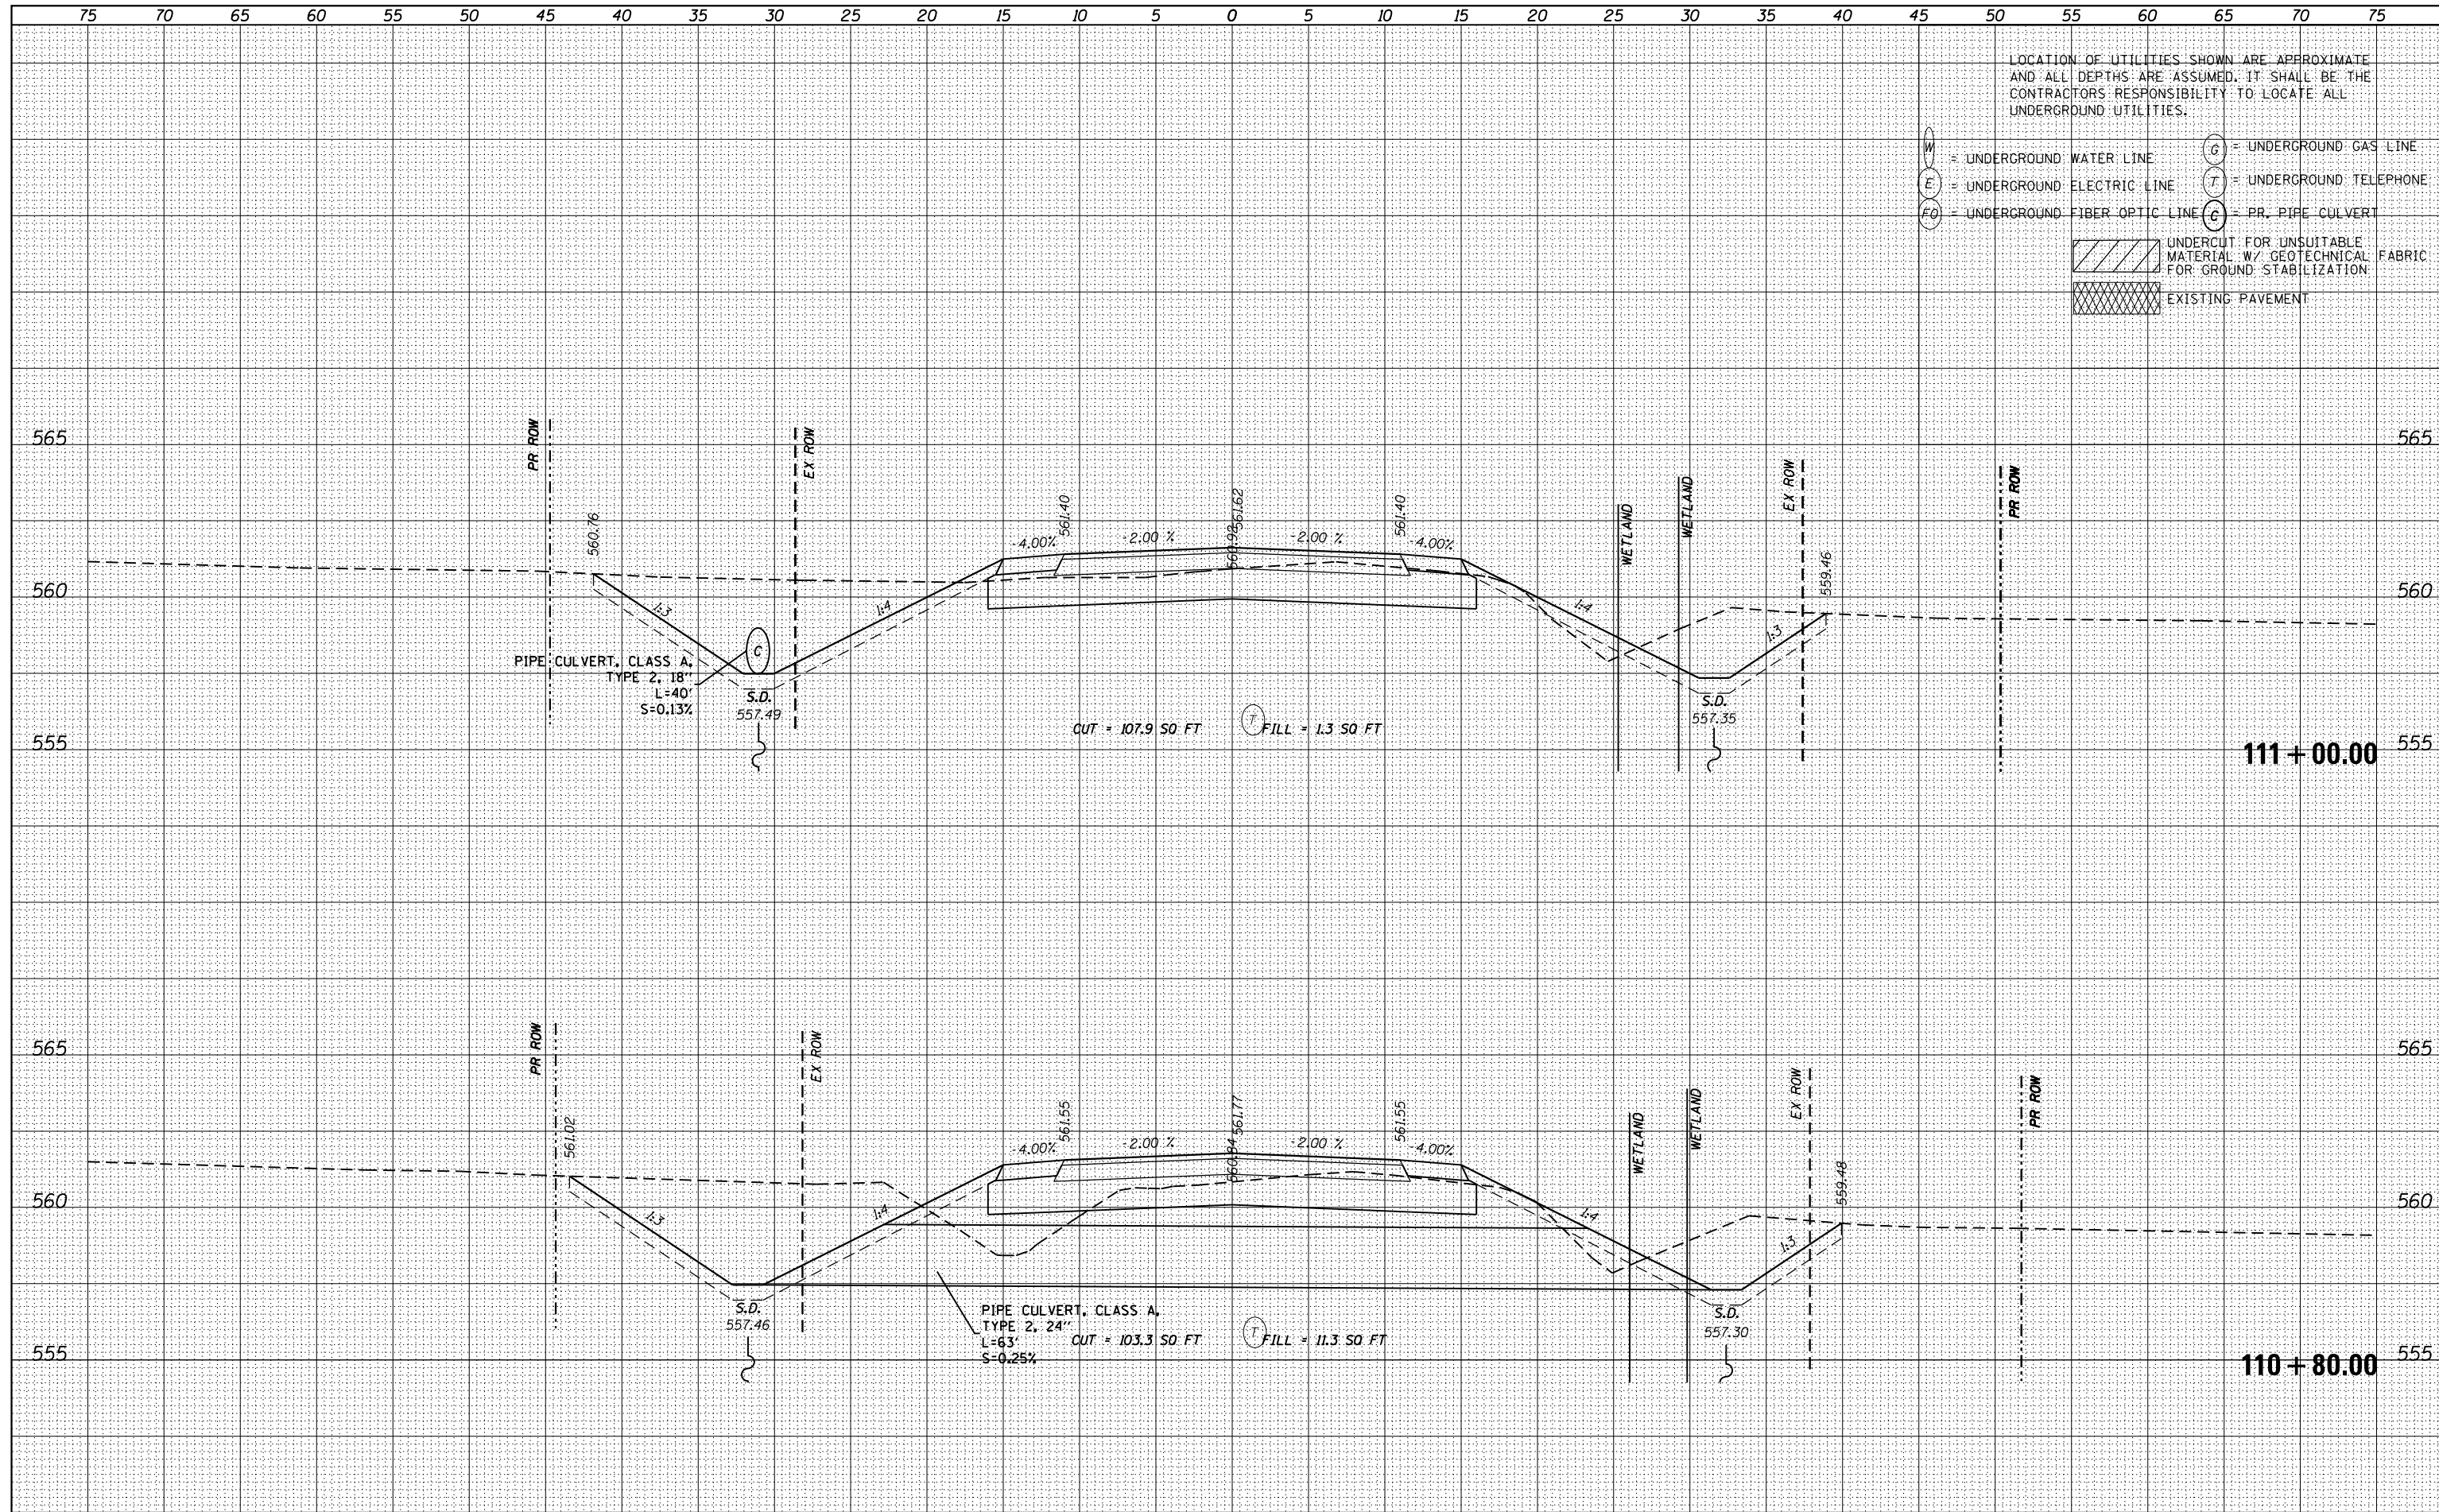 75 70 65 60 55 50 45 40 35 30 25 20 15 10 5 0 5 10 15 20 25 30 35 40 45 50 55 60 65 70 75
LOCATION OF UTILITIES SHOWN ARE APPROXIMATE
AND ALL DEPTHS ARE ASSUMED. IT SHALL BE THE
CONTRACTORS RESPONSIBILITY TO LOCATE ALL
UNDERGROUND UTILITIES.
W = UNDERGROUND WATER LINE
G = UNDERGROUND GAS LINE
E = UNDERGROUND ELECTRIC LINE
T = UNDERGROUND TELEPHONE
FO = UNDERGROUND FIBER OPTIC LINE
C = PR. PIPE CULVERT
UNDERCUT FOR UNSUITABLE
MATERIAL W/ GEOTECHNICAL FABRIC
FOR GROUND STABILIZATION
EXISTING PAVEMENT
565
565
PR ROW
EX ROW
EX ROW
PR ROW
WETLAND
WETLAND
560.76
561.40
561.62
560.92
561.40
559.46
-4.00%
-2.00 %
-2.00 %
-4.00%
560
560
1:3
1:4
1:4
1:3
C
PIPE CULVERT, CLASS A,
TYPE 2, 18"
L=40'
S=0.13%
S.D.
557.49
S.D.
557.35
CUT = 107.9 SQ FT
T
FILL = 1.3 SQ FT
555
555
111+00.00
565
565
PR ROW
EX ROW
EX ROW
PR ROW
WETLAND
WETLAND
561.02
561.55
561.77
560.84
561.55
559.48
-4.00%
-2.00 %
-2.00 %
-4.00%
560
560
1:3
1:4
1:4
1:3
S.D.
557.46
S.D.
557.30
PIPE CULVERT, CLASS A,
TYPE 2, 24"
L=63'
S=0.25%
CUT = 103.3 SQ FT
T
FILL = 11.3 SQ FT
555
555
110+80.00